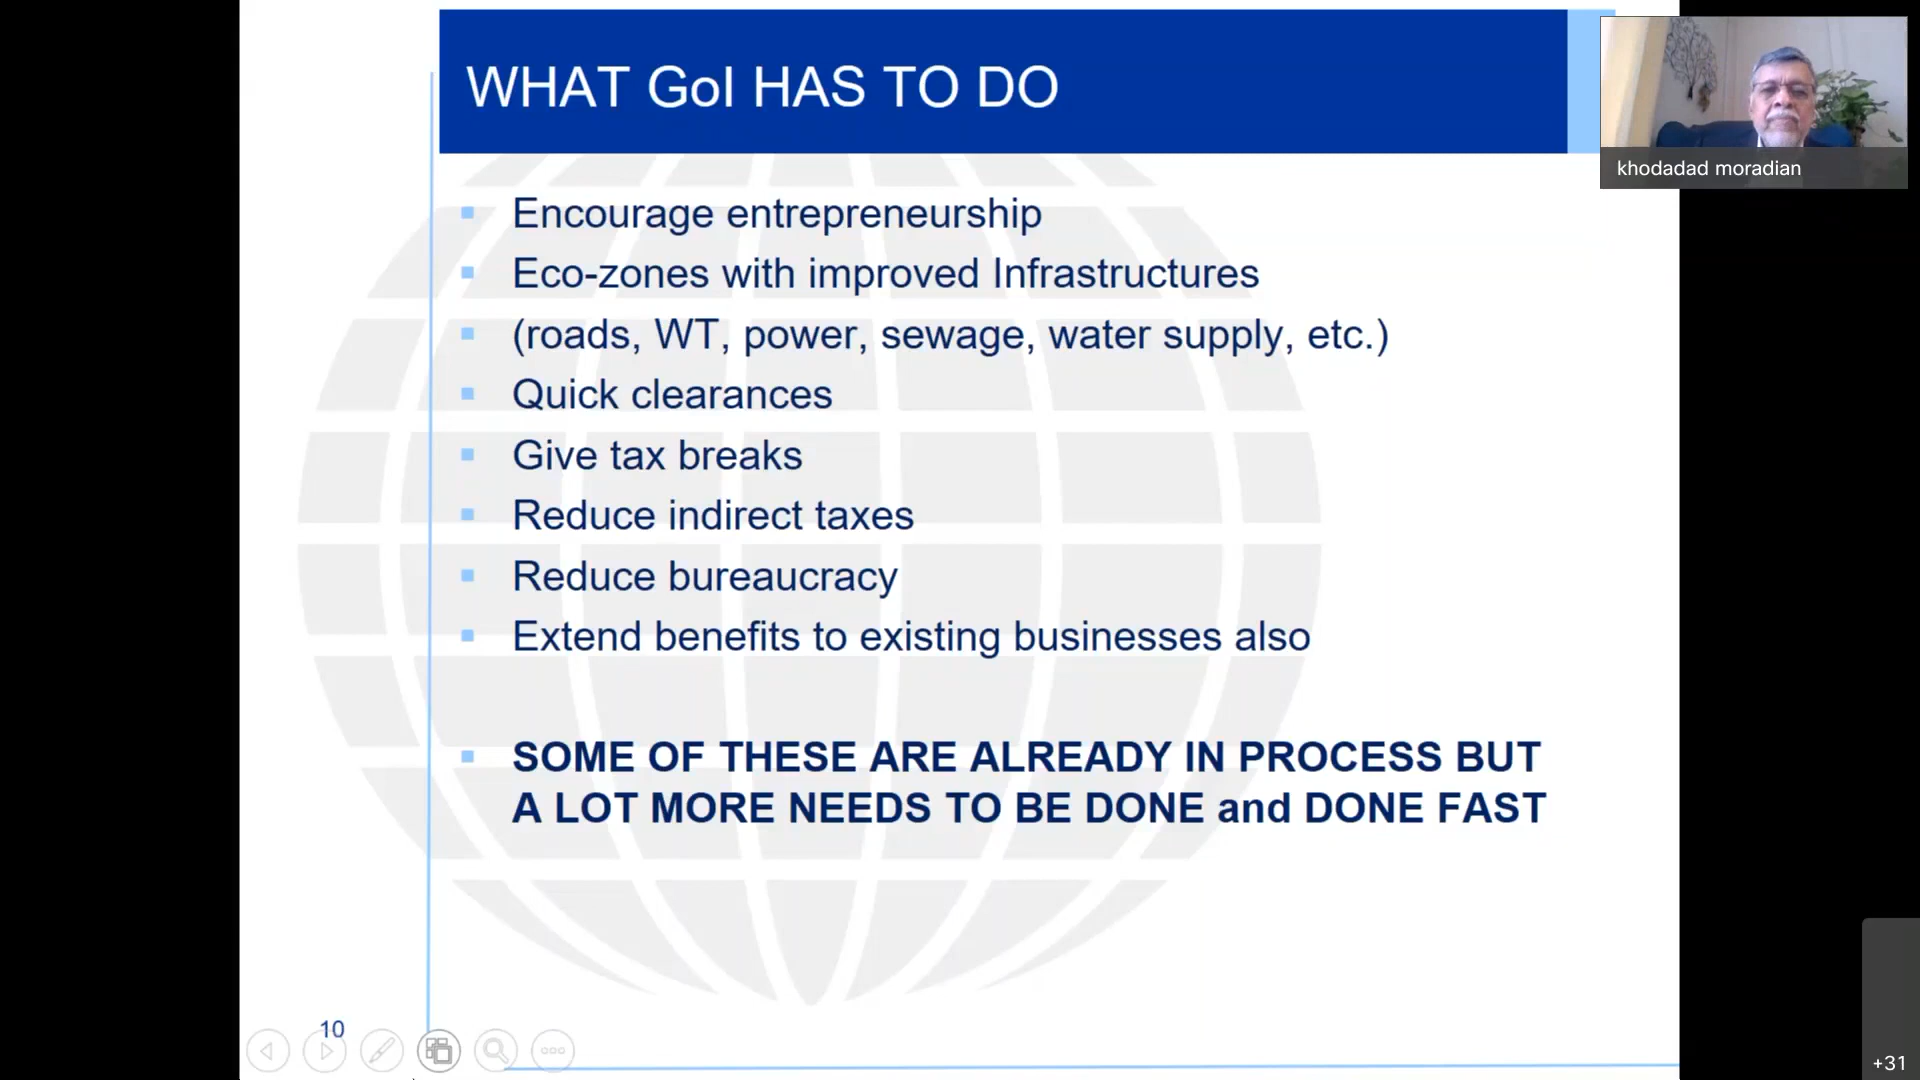 WHAT GoI HAS TO DO
khodadad moradian
Encourage entrepreneurship
Eco-zones with improved Infrastructures
(roads, WT, power, sewage, water supply, etc.)
Quick clearances
Give tax breaks
Reduce indirect taxes
Reduce bureaucracy
Extend benefits to existing businesses also
SOME OF THESE ARE ALREADY IN PROCESS BUT
A LOT MORE NEEDS TO BE DONE and DONE FAST
10
+31